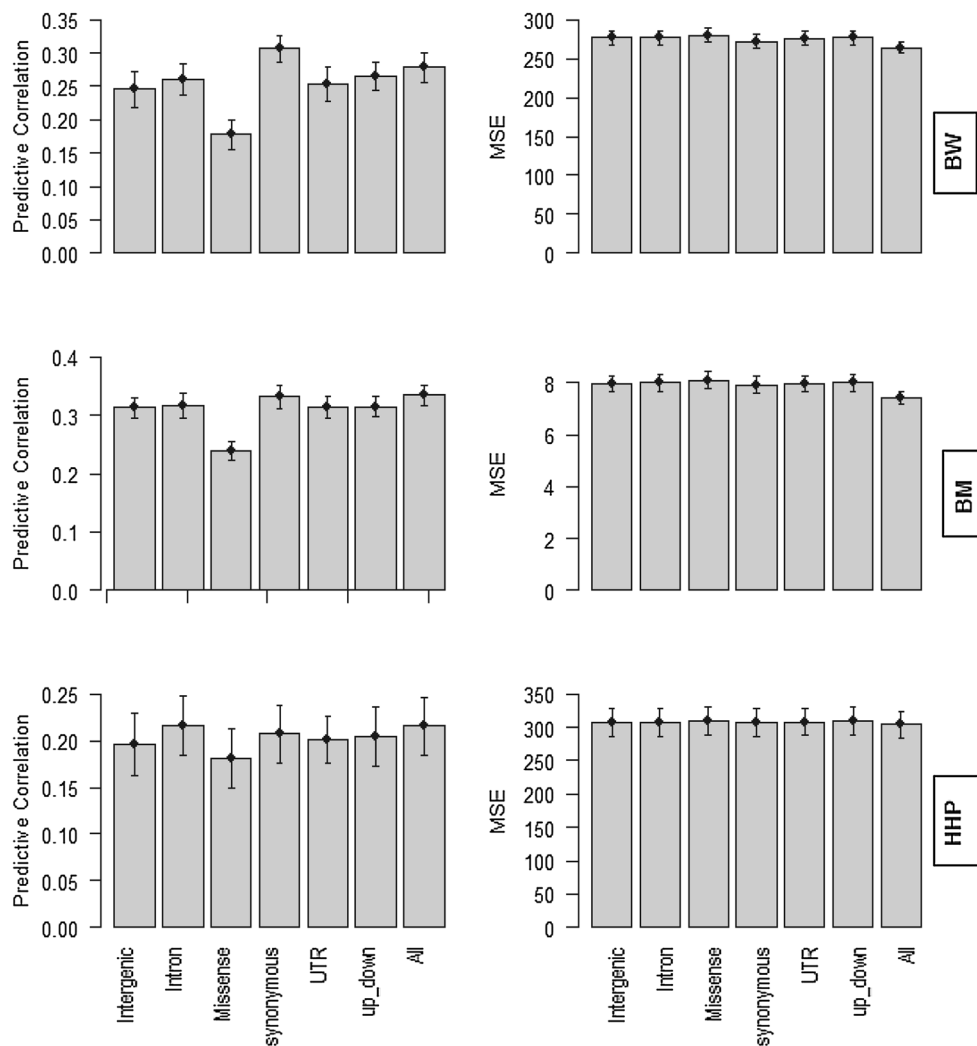 Predictive Correlation
0.35
0.30
0.25
0.20
0.15
0.10
0.05
0.00
MSE
300
250
200
150
100
50
0
BW
Predictive Correlation
0.4
0.3
0.2
0.1
0.0
MSE
8
6
4
2
0
BM
Predictive Correlation
0.25
0.20
0.15
0.10
0.05
0.00
Intergenic
Intron
Missense
synonymous
UTR
up_down
All
MSE
350
300
250
200
150
100
50
0
Intergenic
Intron
Missense
synonymous
UTR
up_down
All
HHP